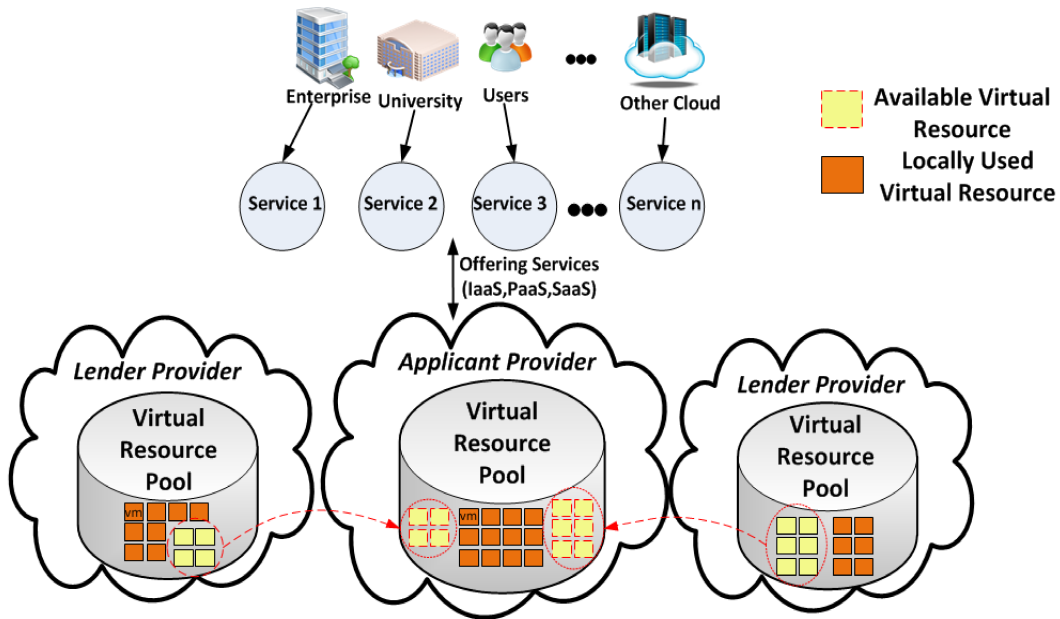 Enterprise
University
Users
Other Cloud
Available Virtual
Resource
Locally Used
Virtual Resource
Service 1
Service 2
Service 3
Service n
Offering Services
(IaaS,PaaS,SaaS)
Lender Provider
Virtual
Resource
Pool
vm
Applicant Provider
Virtual
Resource
Pool
vm
Lender Provider
Virtual
Resource
Pool